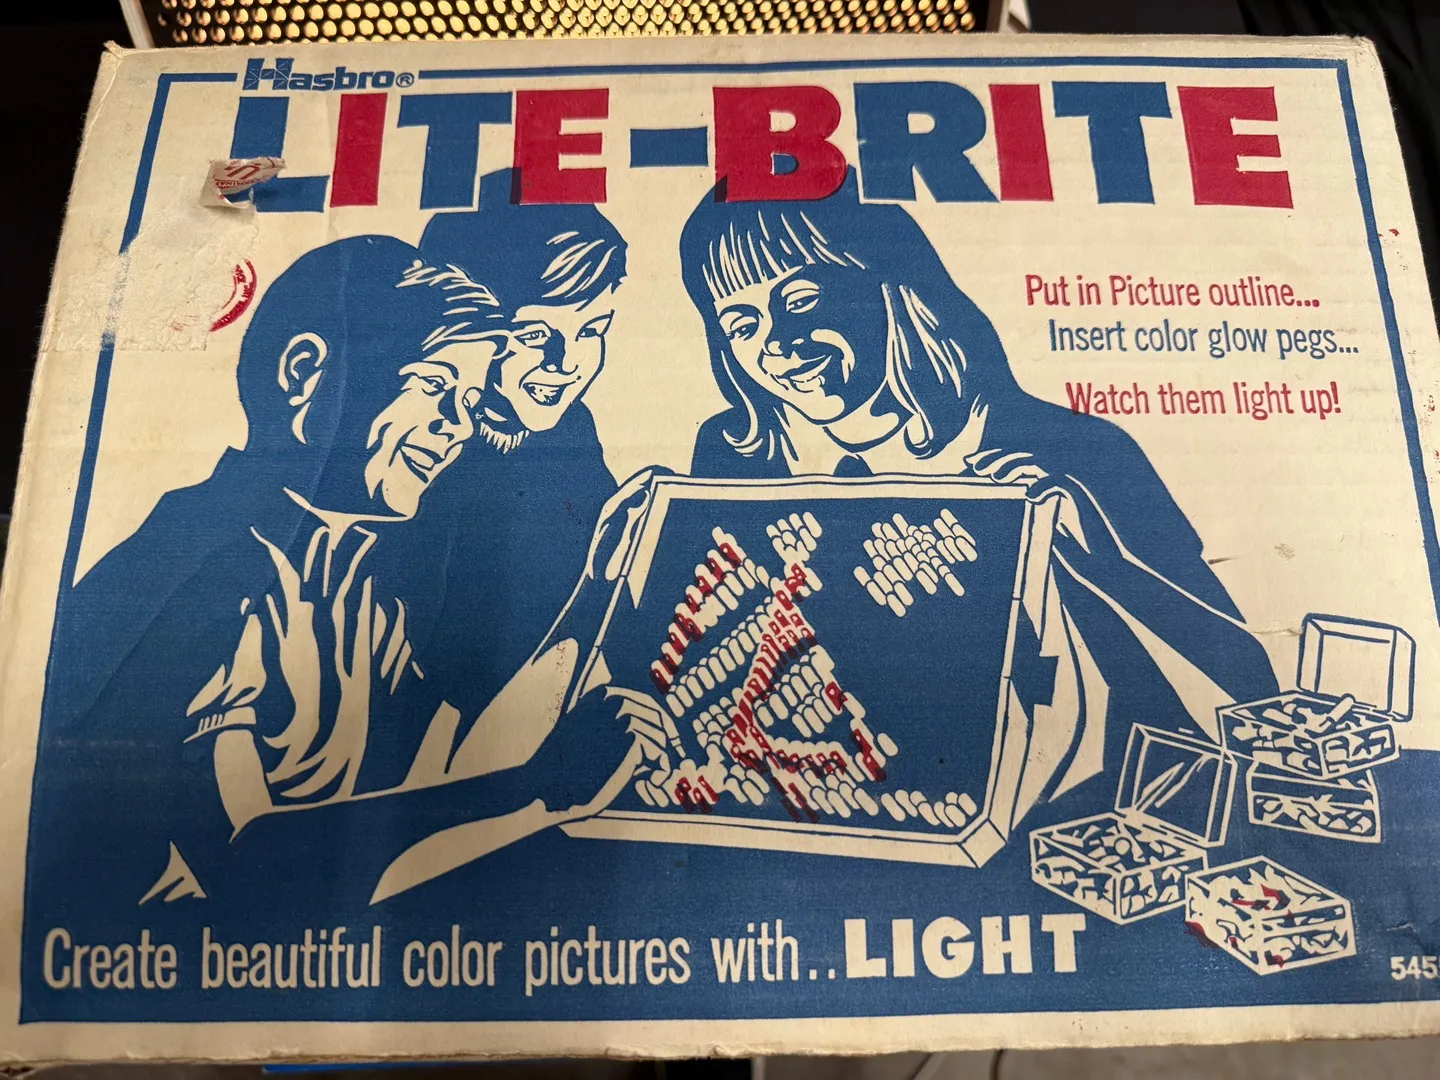 Hasbro®
LITE-BRITE
Put in Picture outline...
Insert color glow pegs...
Watch them light up!
Create beautiful color pictures with..LIGHT